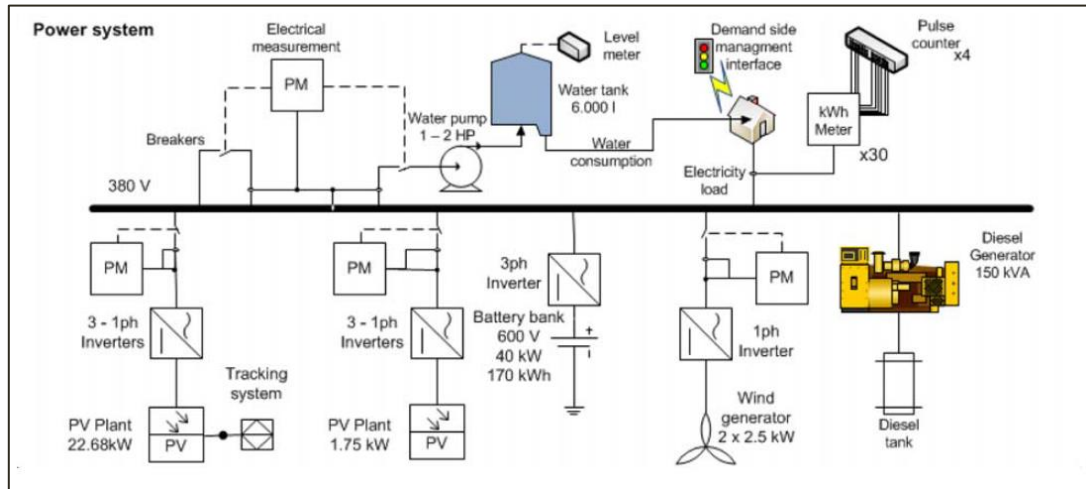 Power system
Electrical
measurement
PM
Breakers
380 V
Water pump
1 – 2 HP
Level
meter
Water tank
6.000 l
Water
consumption
Demand side
managment
interface
Pulse
counter
x4
kWh
Meter
x30
Electricity
load
PM
3 - 1ph
Inverters
Tracking
system
PV Plant
22.68kW
PV
PM
3 - 1ph
Inverters
PV Plant
1.75 kW
PV
3ph
Inverter
Battery bank
600 V
40 kW
170 kWh
+
PM
1ph
Inverter
Wind
generator
2 x 2.5 kW
Diesel
Generator
150 kVA
Diesel
tank